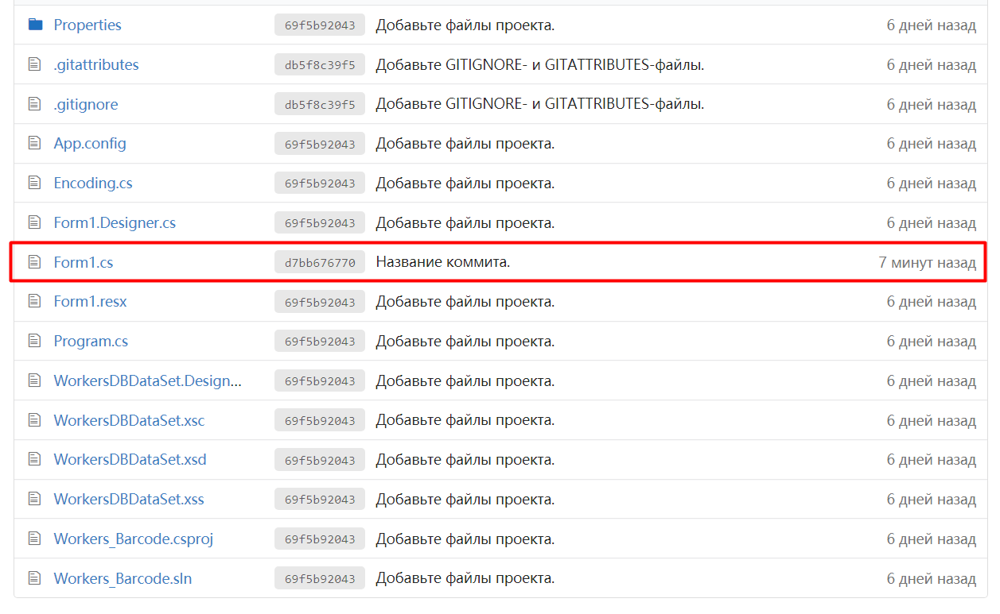 Properties 69f5b92043 Добавьте файлы проекта. 6 дней назад
.gitattributes db5f8c39f5 Добавьте GITIGNORE- и GITATTRIBUTES-файлы. 6 дней назад
.gitignore db5f8c39f5 Добавьте GITIGNORE- и GITATTRIBUTES-файлы. 6 дней назад
App.config 69f5b92043 Добавьте файлы проекта. 6 дней назад
Encoding.cs 69f5b92043 Добавьте файлы проекта. 6 дней назад
Form1.Designer.cs 69f5b92043 Добавьте файлы проекта. 6 дней назад
Form1.cs d7bb676770 Название коммита. 7 минут назад
Form1.resx 69f5b92043 Добавьте файлы проекта. 6 дней назад
Program.cs 69f5b92043 Добавьте файлы проекта. 6 дней назад
WorkersDBDataSet.Design... 69f5b92043 Добавьте файлы проекта. 6 дней назад
WorkersDBDataSet.xsc 69f5b92043 Добавьте файлы проекта. 6 дней назад
WorkersDBDataSet.xsd 69f5b92043 Добавьте файлы проекта. 6 дней назад
WorkersDBDataSet.xss 69f5b92043 Добавьте файлы проекта. 6 дней назад
Workers_Barcode.csproj 69f5b92043 Добавьте файлы проекта. 6 дней назад
Workers_Barcode.sln 69f5b92043 Добавьте файлы проекта. 6 дней назад